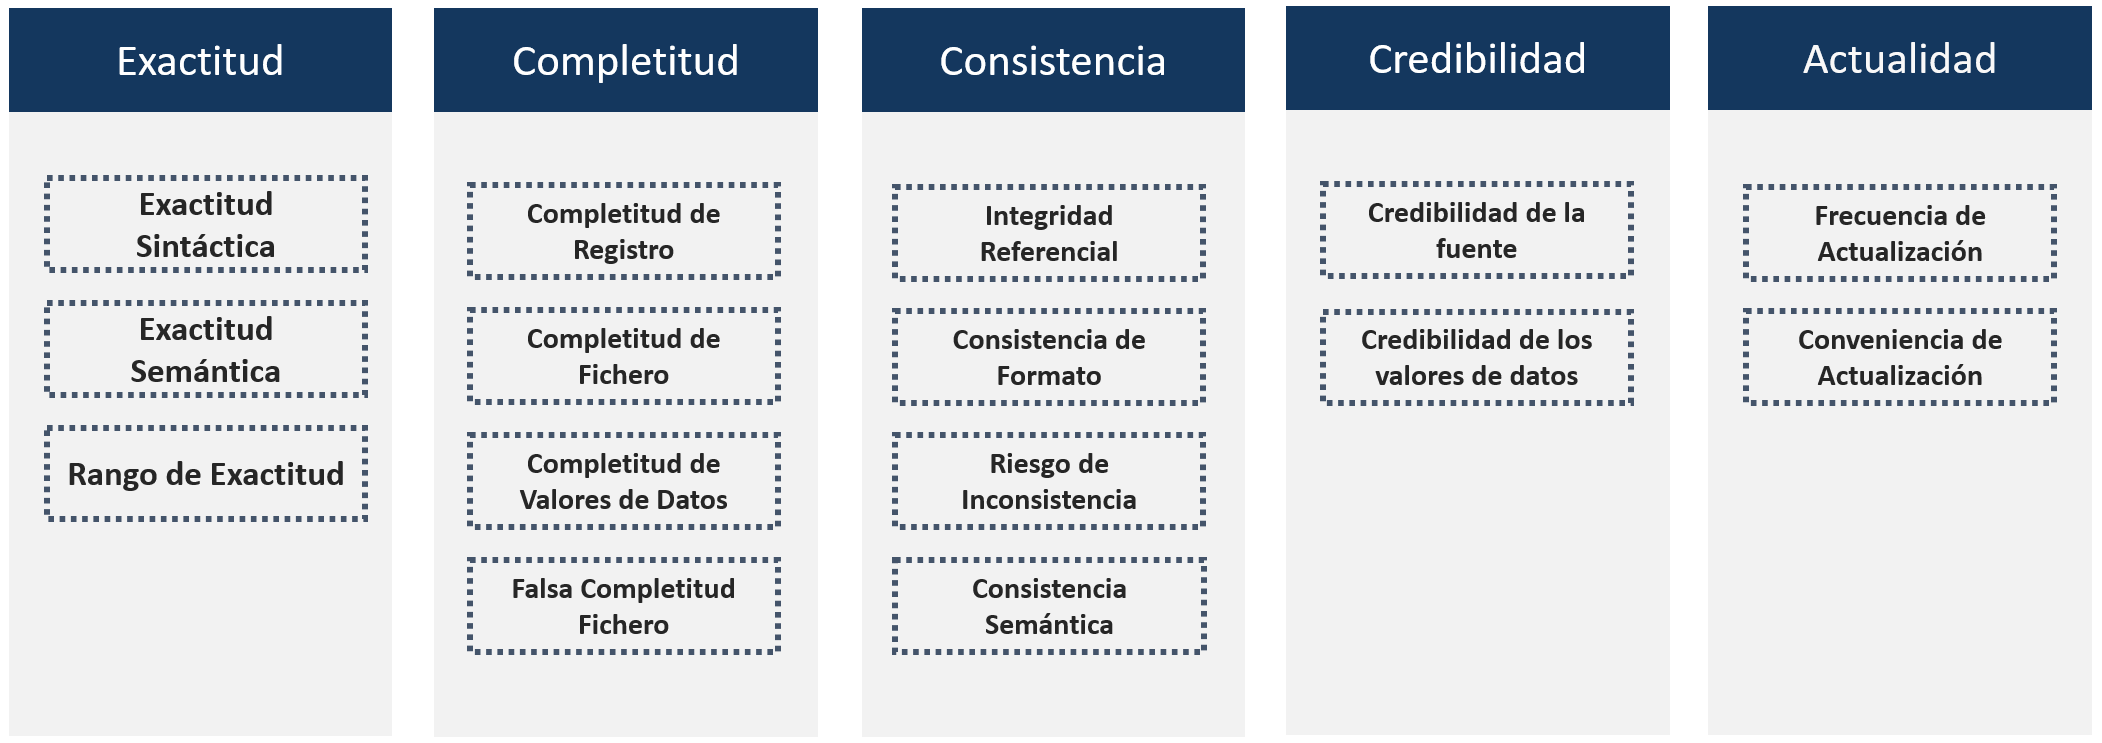 Exactitud
Exactitud
Sintáctica
Exactitud
Semántica
Rango de Exactitud
Completitud
Completitud de
Registro
Completitud de
Fichero
Completitud de
Valores de Datos
Falsa Completitud
Fichero
Consistencia
Integridad
Referencial
Consistencia de
Formato
Riesgo de
Inconsistencia
Consistencia
Semántica
Credibilidad
Credibilidad de la
fuente
Credibilidad de los
valores de datos
Actualidad
Frecuencia de
Actualización
Conveniencia de
Actualización